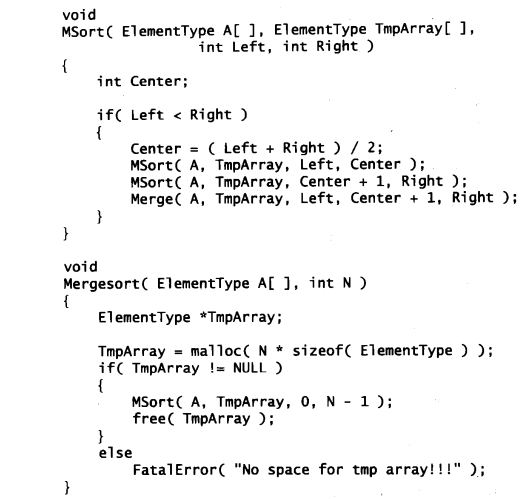 void
MSort( ElementType A[ ], ElementType TmpArray[ ],
                int Left, int Right )
{
    int Center;

    if( Left < Right )
    {
        Center = ( Left + Right ) / 2;
        MSort( A, TmpArray, Left, Center );
        MSort( A, TmpArray, Center + 1, Right );
        Merge( A, TmpArray, Left, Center + 1, Right );
    }
}

void
Mergesort( ElementType A[ ], int N )
{
    ElementType *TmpArray;

    TmpArray = malloc( N * sizeof( ElementType ) );
    if( TmpArray != NULL )
    {
        MSort( A, TmpArray, 0, N - 1 );
        free( TmpArray );
    }
    else
        FatalError( "No space for tmp array!!!" );
}